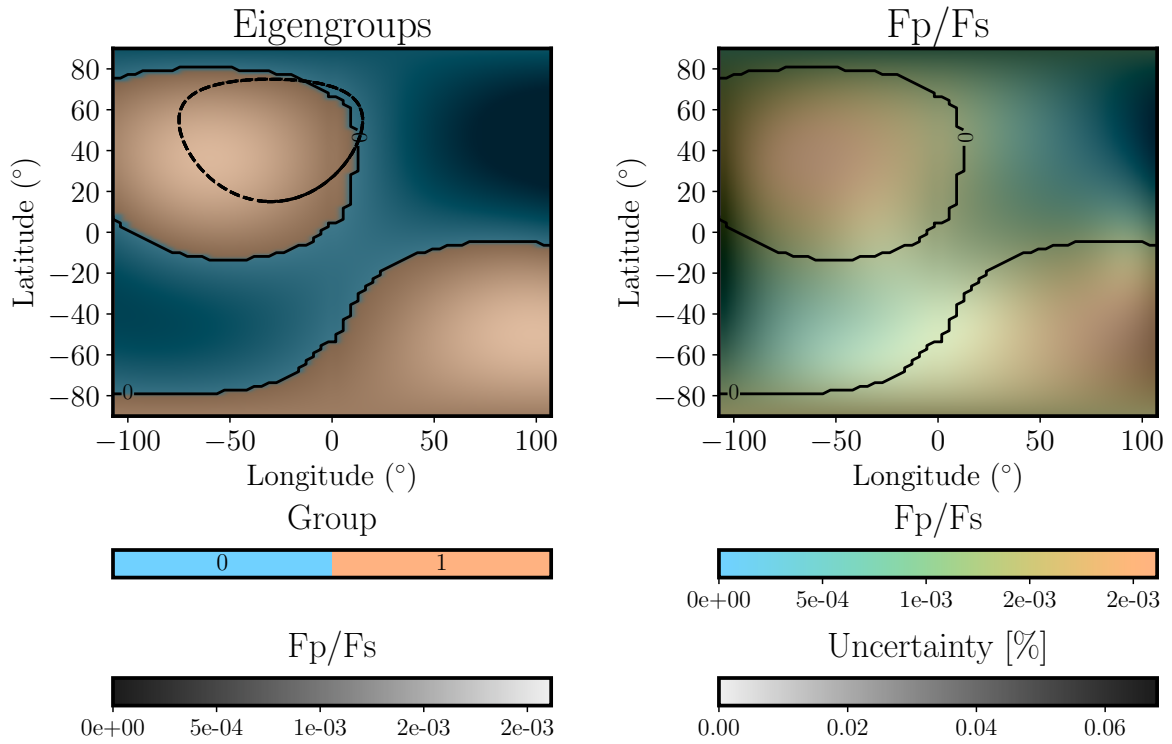 Eigengroups
Fp/Fs
80
60
40
20
0
−20
−40
−60
−80
Latitude (°)
0
0
−100
−50
0
50
100
Longitude (°)
80
60
40
20
0
−20
−40
−60
−80
Latitude (°)
0
0
−100
−50
0
50
100
Longitude (°)
Group
0
1
Fp/Fs
0e+00
5e-04
1e-03
2e-03
2e-03
Fp/Fs
0e+00
5e-04
1e-03
2e-03
2e-03
Uncertainty [%]
0.00
0.02
0.04
0.06